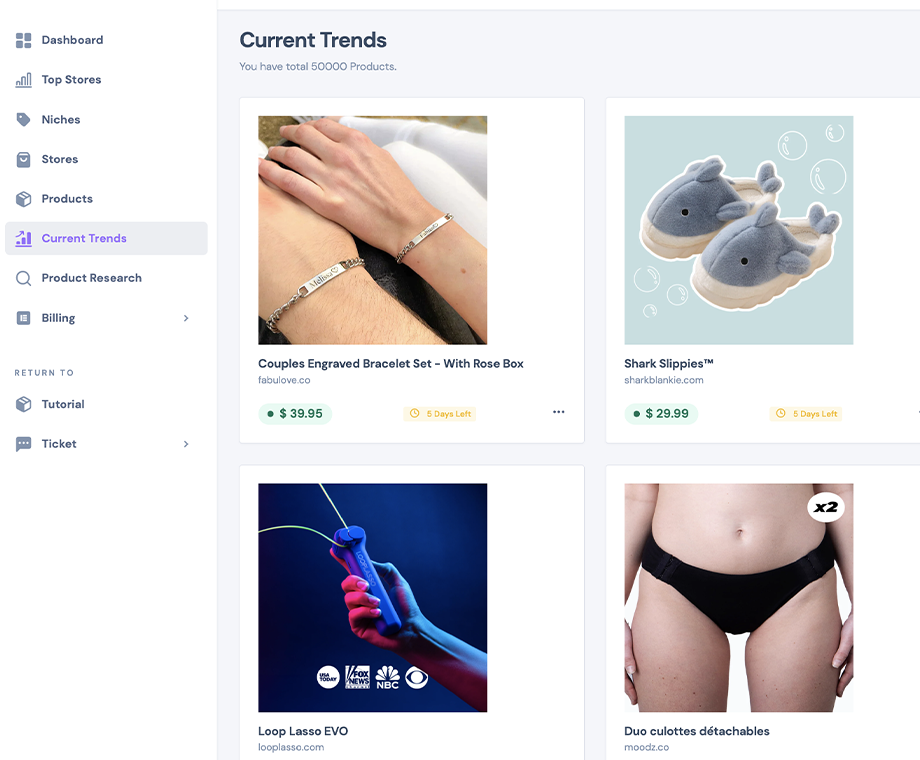 Dashboard
Top Stores
Niches
Stores
Products
Current Trends
Product Research
Billing
RETURN TO
Tutorial
Ticket
Current Trends
You have total 50000 Products.
Melissa
Couples Engraved Bracelet Set - With Rose Box
fabulove.co
$ 39.95
5 Days Left
Shark Slippies™
sharkblankie.com
$ 29.99
5 Days Left
LOOPLASSO
USA TODAY
FOX NEWS
NBC
Loop Lasso EVO
looplasso.com
x2
Duo culottes détachables
moodz.co